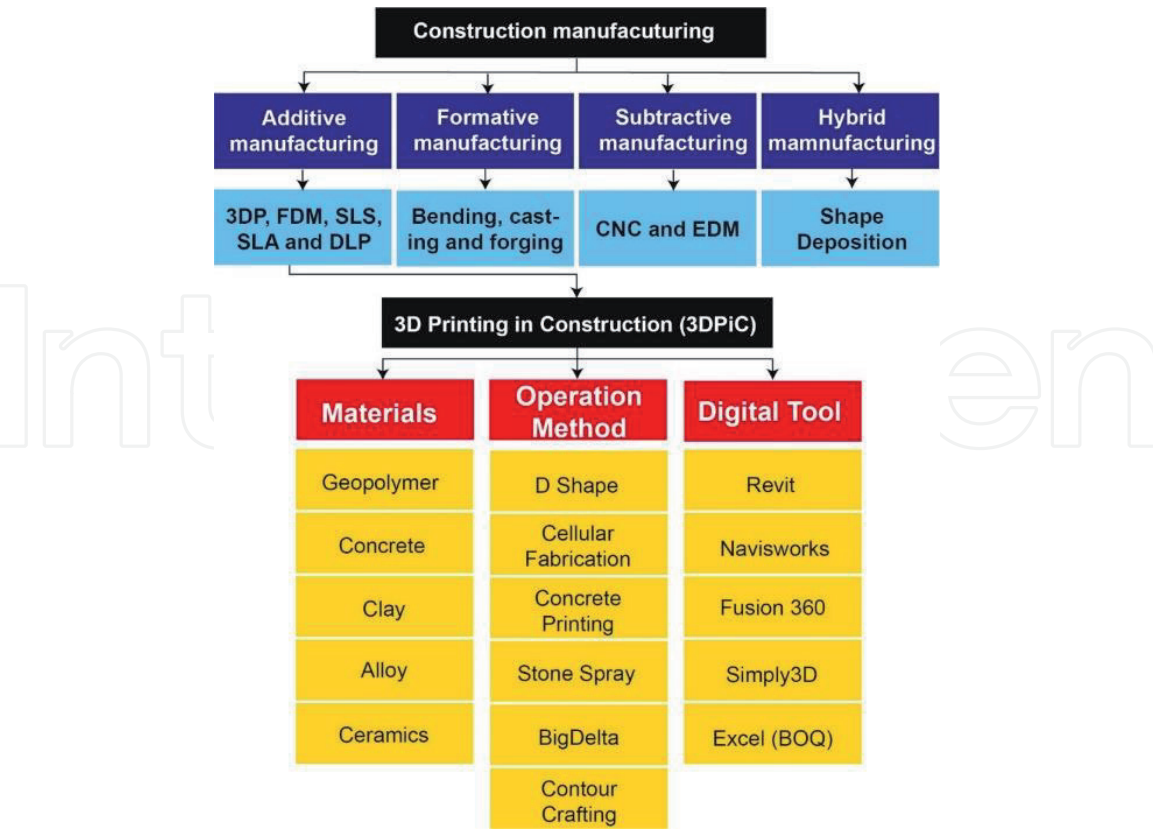 Construction manufacuturing
Additive
manufacturing
Formative
manufacturing
Subtractive
manufacturing
Hybrid
mamnufacturing
3DP, FDM, SLS,
SLA and DLP
Bending, cast-
ing and forging
CNC and EDM
Shape
Deposition
3D Printing in Construction (3DPiC)
Materials
Operation
Method
Digital Tool
Geopolymer
D Shape
Revit
Concrete
Cellular
Fabrication
Navisworks
Clay
Concrete
Printing
Fusion 360
Alloy
Stone Spray
Simply3D
Ceramics
BigDelta
Excel (BOQ)
Contour
Crafting